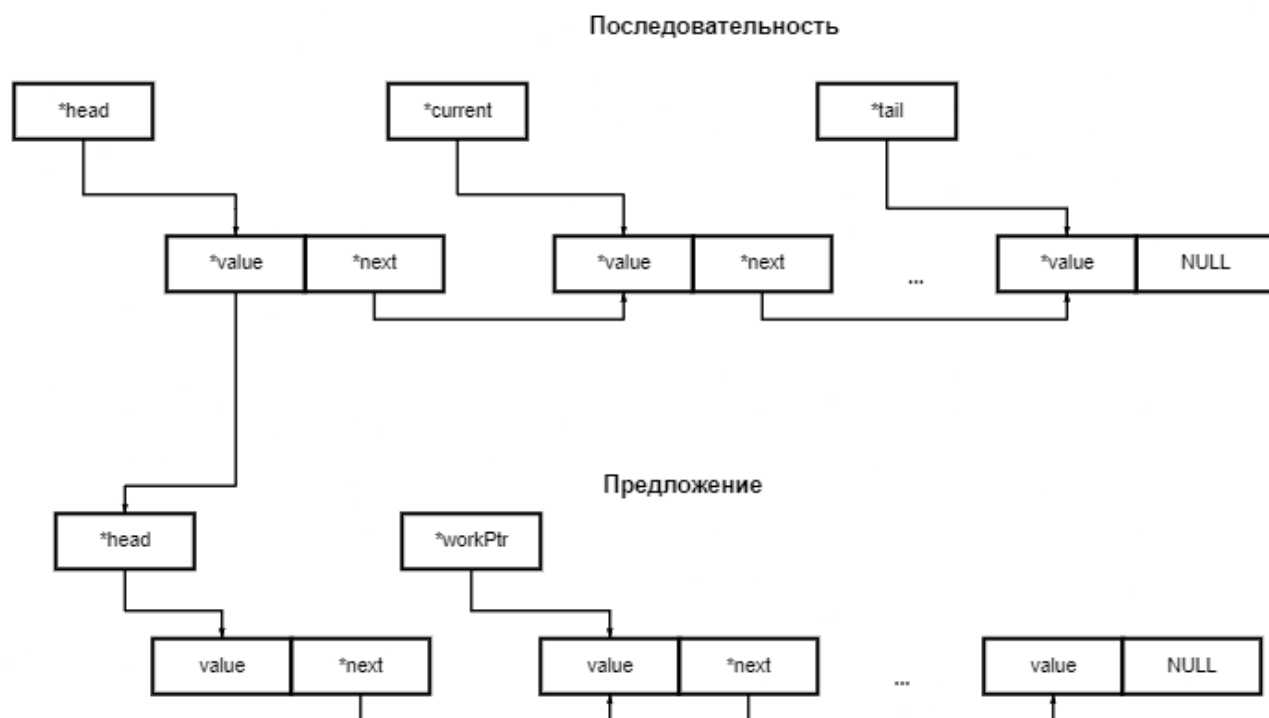 Последовательность
*head
*current
*tail
*value
*next
*value
*next
...
*value
NULL
Предложение
*head
*workPtr
value
*next
value
*next
...
value
NULL